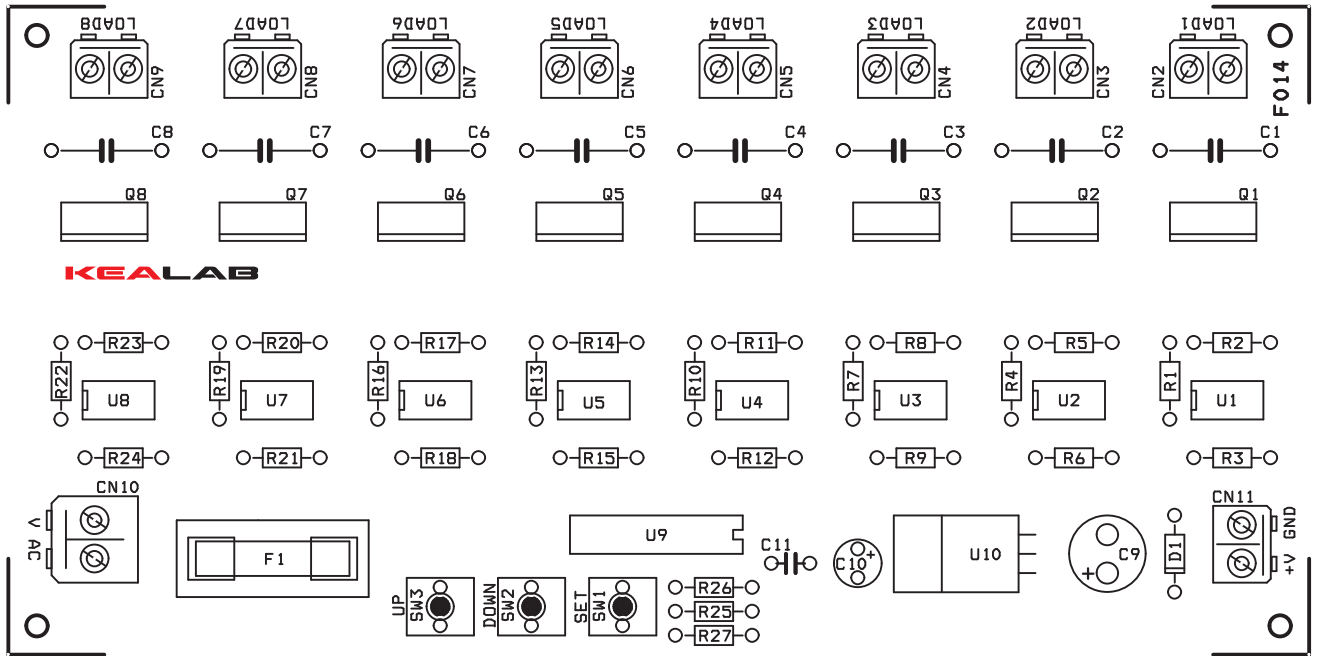 LOAD8 LOAD7 LOAD6 LOAD5 LOAD4 LOAD3 LOAD2 LOAD1
CN9 CN8 CN7 CN6 CN5 CN4 CN3 CN2 F014
C8 C7 C6 C5 C4 C3 C2 C1
Q8 Q7 Q6 Q5 Q4 Q3 Q2 Q1
KEALAB
R23 R20 R17 R14 R11 R8 R5 R2
R22 R19 R16 R13 R10 R7 R4 R1
U8 U7 U6 U5 U4 U3 U2 U1
R24 R21 R18 R15 R12 R9 R6 R3
CN10 CN11
V AC GND +V
F1 U9 C11 C10 + U10 C9 + D1
UP SW3 DOWN SW2 SET SW1
R26
R25
R27